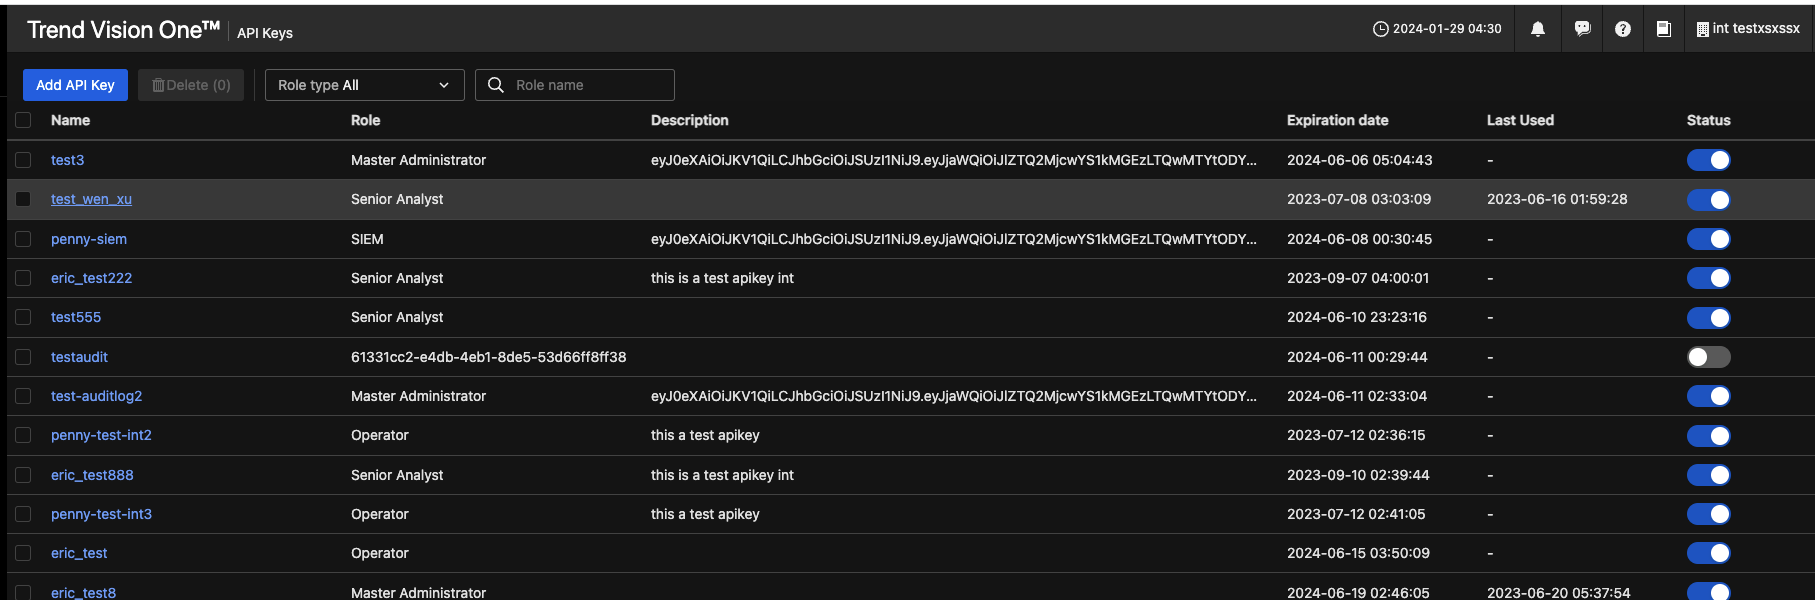 Trend Vision One™ API Keys 2024-01-29 04:30 int testxsxssx
Add API Key Delete (0) Role type All Role name
Name Role Description Expiration date Last Used Status
test3 Master Administrator eyJ0eXAiOiJKV1QiLCJhbGciOiJSUzI1NiJ9.eyJjaWQiOiJlZTQ2MjcwYS1kMGEzLTQwMTYtODY... 2024-06-06 05:04:43 -
test_wen_xu Senior Analyst 2023-07-08 03:03:09 2023-06-16 01:59:28
penny-siem SIEM eyJ0eXAiOiJKV1QiLCJhbGciOiJSUzI1NiJ9.eyJjaWQiOiJlZTQ2MjcwYS1kMGEzLTQwMTYtODY... 2024-06-08 00:30:45 -
eric_test222 Senior Analyst this is a test apikey int 2023-09-07 04:00:01 -
test555 Senior Analyst 2024-06-10 23:23:16 -
testaudit 61331cc2-e4db-4eb1-8de5-53d66ff8ff38 2024-06-11 00:29:44 -
test-auditlog2 Master Administrator eyJ0eXAiOiJKV1QiLCJhbGciOiJSUzI1NiJ9.eyJjaWQiOiJlZTQ2MjcwYS1kMGEzLTQwMTYtODY... 2024-06-11 02:33:04 -
penny-test-int2 Operator this a test apikey 2023-07-12 02:36:15 -
eric_test888 Senior Analyst this is a test apikey int 2023-09-10 02:39:44 -
penny-test-int3 Operator this a test apikey 2023-07-12 02:41:05 -
eric_test Operator 2024-06-15 03:50:09 -
eric_test8 Master Administrator 2024-06-19 02:46:05 2023-06-20 05:37:54